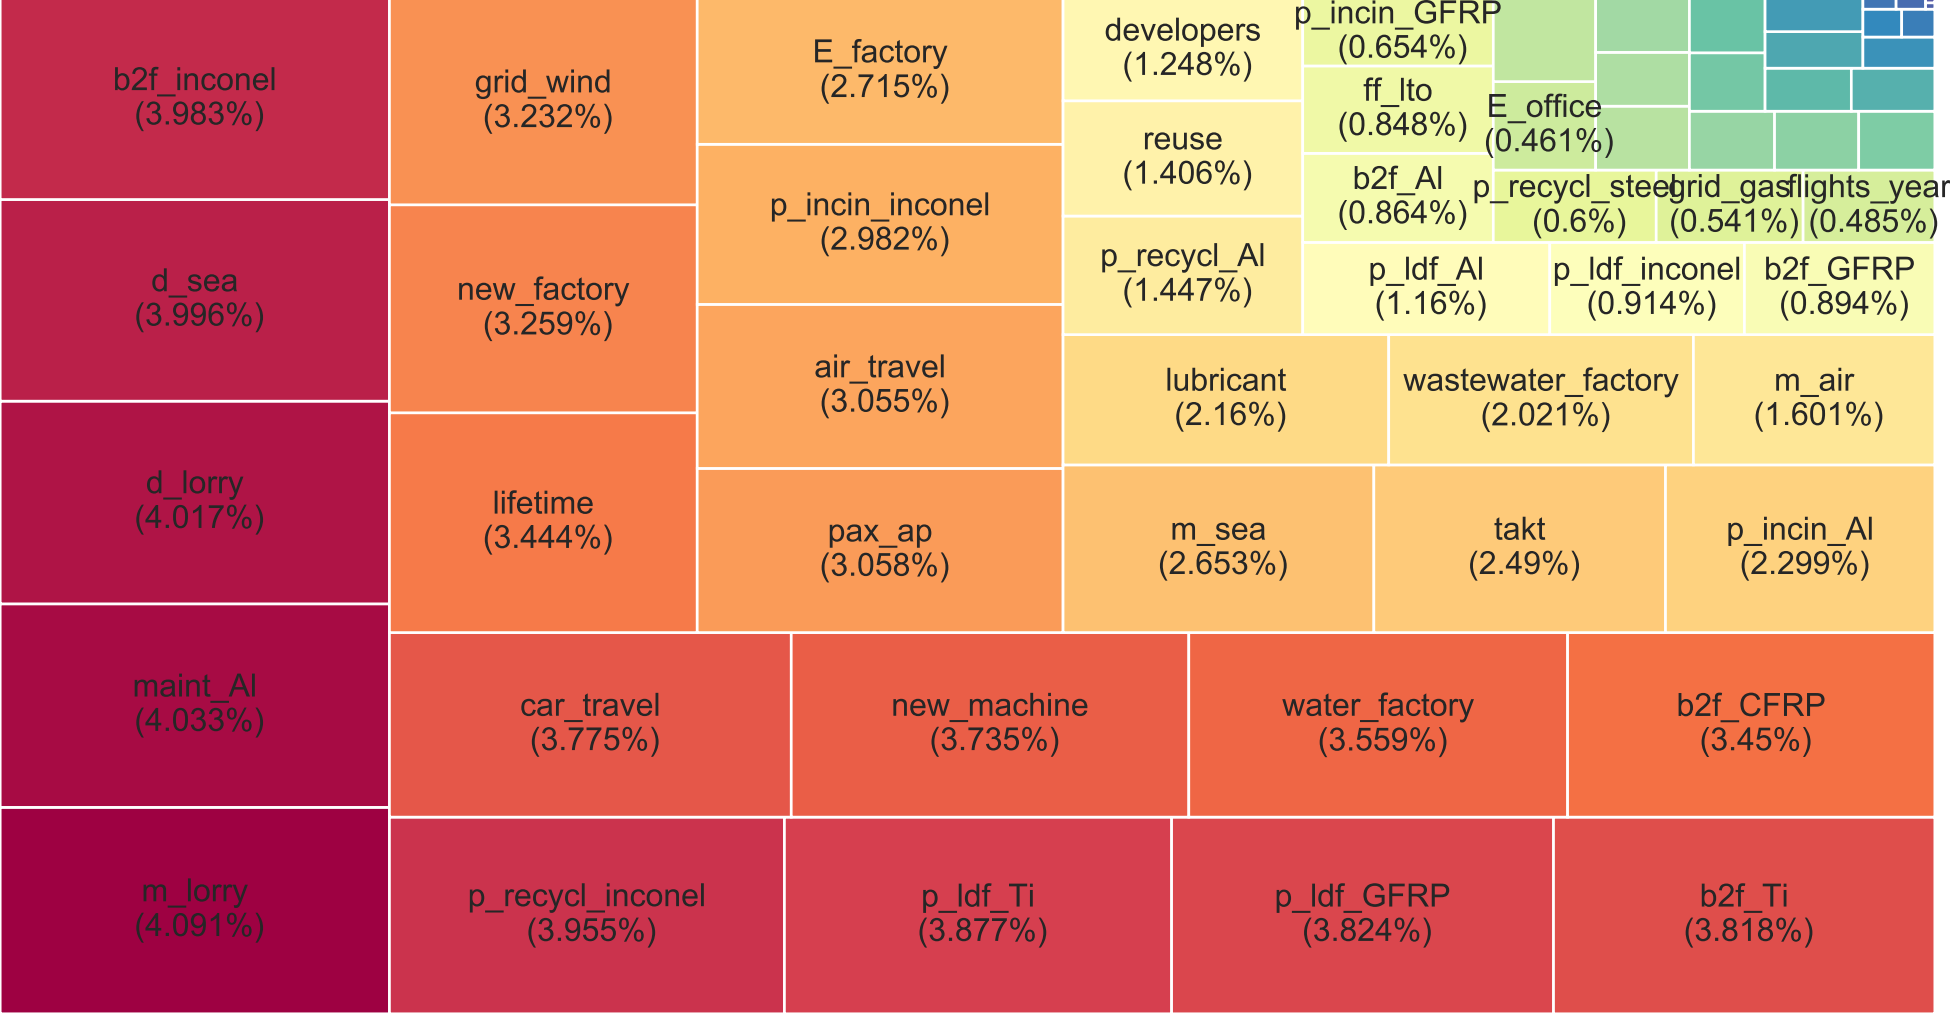 b2f_inconel
(3.983%)
d_sea
(3.996%)
d_lorry
(4.017%)
maint_Al
(4.033%)
m_lorry
(4.091%)
grid_wind
(3.232%)
new_factory
(3.259%)
lifetime
(3.444%)
E_factory
(2.715%)
p_incin_inconel
(2.982%)
air_travel
(3.055%)
pax_ap
(3.058%)
developers
(1.248%)
reuse
(1.406%)
p_recycl_Al
(1.447%)
p_incin_GFRP
(0.654%)
ff_lto
(0.848%)
b2f_Al
(0.864%)
E_office
(0.461%)
p_recycl_steel
(0.6%)
grid_gas
(0.541%)
flights_year
(0.485%)
p_ldf_Al
(1.16%)
p_ldf_inconel
(0.914%)
b2f_GFRP
(0.894%)
lubricant
(2.16%)
wastewater_factory
(2.021%)
m_air
(1.601%)
m_sea
(2.653%)
takt
(2.49%)
p_incin_Al
(2.299%)
car_travel
(3.775%)
new_machine
(3.735%)
water_factory
(3.559%)
b2f_CFRP
(3.45%)
p_recycl_inconel
(3.955%)
p_ldf_Ti
(3.877%)
p_ldf_GFRP
(3.824%)
b2f_Ti
(3.818%)